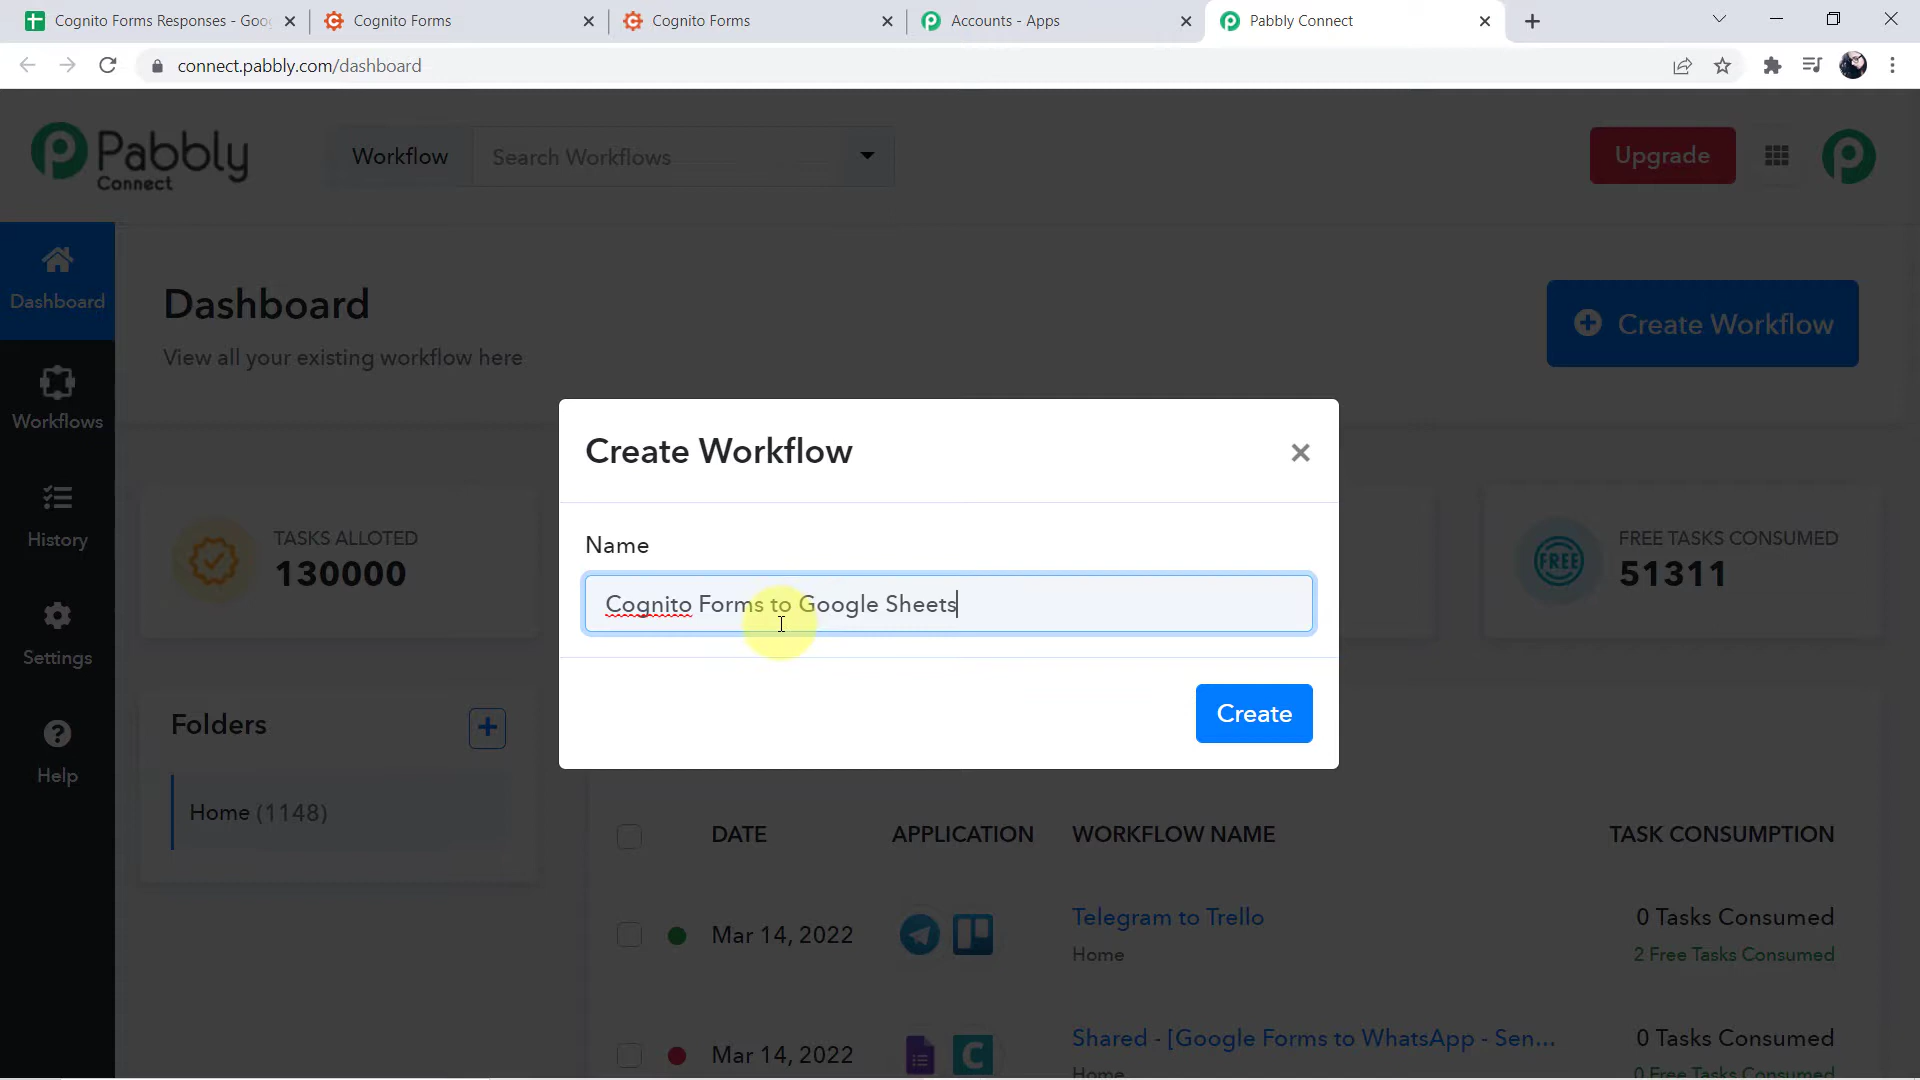 Cognito Forms Responses - Goo
Cognito Forms
Cognito Forms
Accounts - Apps
Pabbly Connect
connect.pabbly.com/dashboard
Pabbly
Connect
Workflow
Search Workflows
Upgrade
Dashboard
Workflows
History
Settings
Help
Dashboard
View all your existing workflow here
Create Workflow
Create Workflow
Name
Cognito Forms to Google Sheets
Create
TASKS ALLOTED
130000
FREE
FREE TASKS CONSUMED
51311
Folders
Home (1148)
DATE APPLICATION WORKFLOW NAME TASK CONSUMPTION
Mar 14, 2022 Telegram to Trello 0 Tasks Consumed
Home 2 Free Tasks Consumed
Mar 14, 2022 Shared - [Google Forms to WhatsApp - Sen... 0 Tasks Consumed
Home 0 Free Tasks Consumed